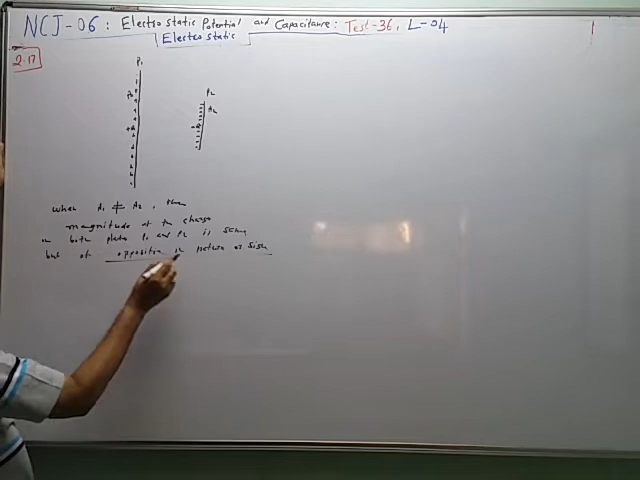 NCJ-06: Electrostatic Potential and Capacitance: Test-36, L-04
Electrostatic
2.17
P1
P2
A2
when A1 ≠ A2, then
magnitude of the charge
in both plates P1 and P2 is same
but of opposite in nature or sign